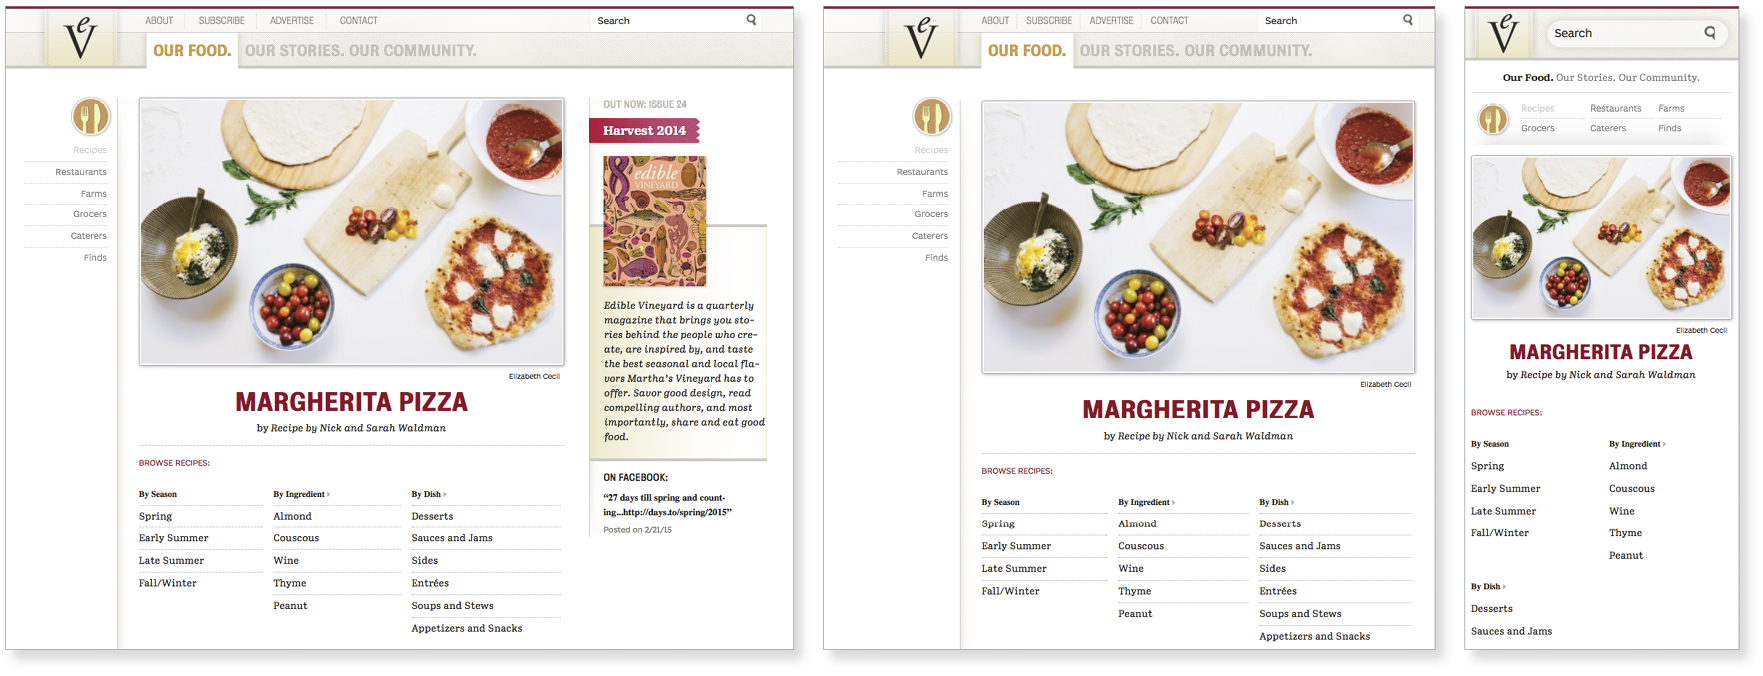 eV
ABOUT SUBSCRIBE ADVERTISE CONTACT
Search
OUR FOOD. OUR STORIES. OUR COMMUNITY.
Recipes
Restaurants
Farms
Grocers
Caterers
Finds
Elizabeth Cecil
MARGHERITA PIZZA
by Recipe by Nick and Sarah Waldman
BROWSE RECIPES:
By Season
Spring
Early Summer
Late Summer
Fall/Winter
By Ingredient
Almond
Couscous
Wine
Thyme
Peanut
By Dish
Desserts
Sauces and Jams
Sides
Entrées
Soups and Stews
Appetizers and Snacks
OUT NOW: ISSUE 24
Harvest 2014
edible
VINEYARD
Edible Vineyard is a quarterly
magazine that brings you sto-
ries behind the people who cre-
ate, are inspired by, and taste
the best seasonal and local fla-
vors Martha's Vineyard has to
offer. Savor good design, read
compelling authors, and most
importantly, share and eat good
food.
ON FACEBOOK:
“27 days till spring and count-
ing...http://days.to/spring/2015”
Posted on 2/21/15
eV
ABOUT SUBSCRIBE ADVERTISE CONTACT
Search
OUR FOOD. OUR STORIES. OUR COMMUNITY.
Recipes
Restaurants
Farms
Grocers
Caterers
Finds
Elizabeth Cecil
MARGHERITA PIZZA
by Recipe by Nick and Sarah Waldman
BROWSE RECIPES:
By Season
Spring
Early Summer
Late Summer
Fall/Winter
By Ingredient
Almond
Couscous
Wine
Thyme
Peanut
By Dish
Desserts
Sauces and Jams
Sides
Entrées
Soups and Stews
Appetizers and Snacks
eV
Search
Our Food. Our Stories. Our Community.
Recipes Restaurants Farms
Grocers Caterers Finds
Elizabeth Cecil
MARGHERITA PIZZA
by Recipe by Nick and Sarah Waldman
BROWSE RECIPES:
By Season
Spring
Early Summer
Late Summer
Fall/Winter
By Ingredient
Almond
Couscous
Wine
Thyme
Peanut
By Dish
Desserts
Sauces and Jams